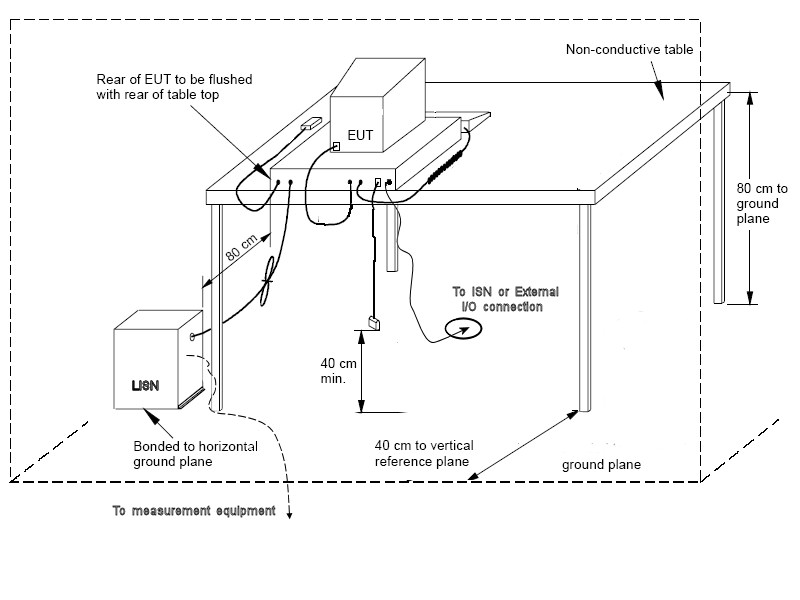 Non-conductive table
Rear of EUT to be flushed
with rear of table top
EUT
80 cm to
ground
plane
80 cm
To ISN or External
I/O connection
40 cm
min.
LISN
Bonded to horizontal
ground plane
40 cm to vertical
reference plane
ground plane
To measurement equipment